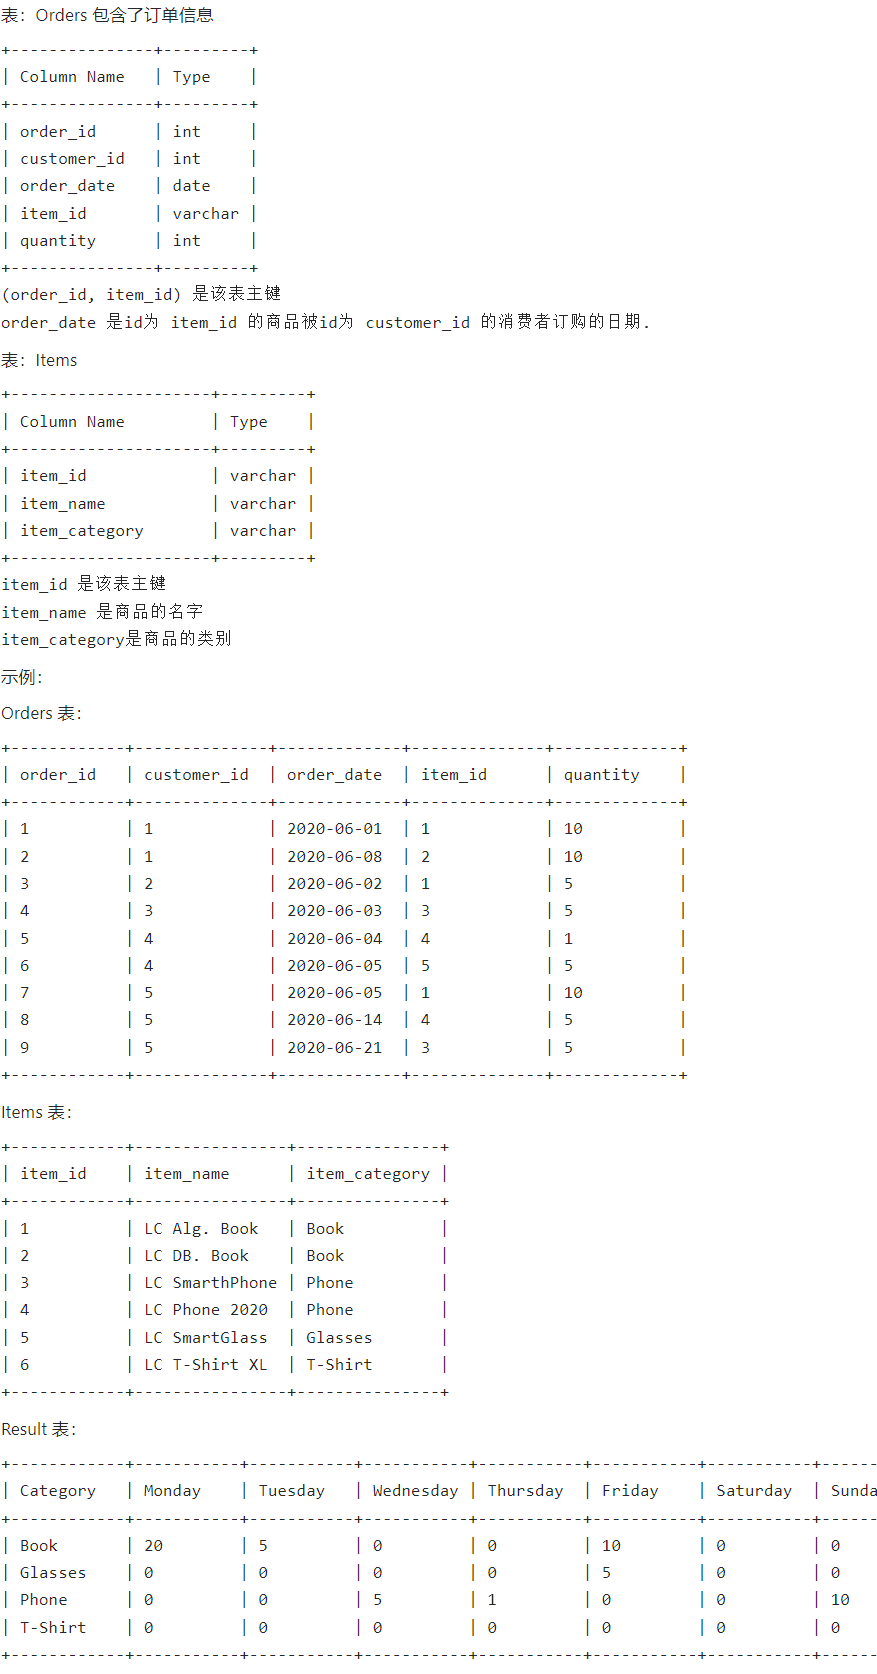 表：Orders 包含了订单信息
+---------------+---------+
| Column Name   | Type    |
+---------------+---------+
| order_id      | int     |
| customer_id   | int     |
| order_date    | date    |
| item_id       | varchar |
| quantity      | int     |
+---------------+---------+
(order_id, item_id) 是该表主键
order_date 是id为 item_id 的商品被id为 customer_id 的消费者订购的日期.
表：Items
+---------------------+---------+
| Column Name         | Type    |
+---------------------+---------+
| item_id             | varchar |
| item_name           | varchar |
| item_category       | varchar |
+---------------------+---------+
item_id 是该表主键
item_name 是商品的名字
item_category是商品的类别
示例：
Orders 表：
+------------+--------------+-------------+--------------+-------------+
| order_id   | customer_id  | order_date  | item_id      | quantity    |
+------------+--------------+-------------+--------------+-------------+
| 1          | 1            | 2020-06-01  | 1            | 10          |
| 2          | 1            | 2020-06-08  | 2            | 10          |
| 3          | 2            | 2020-06-02  | 1            | 5           |
| 4          | 3            | 2020-06-03  | 3            | 5           |
| 5          | 4            | 2020-06-04  | 4            | 1           |
| 6          | 4            | 2020-06-05  | 5            | 5           |
| 7          | 5            | 2020-06-05  | 1            | 10          |
| 8          | 5            | 2020-06-14  | 4            | 5           |
| 9          | 5            | 2020-06-21  | 3            | 5           |
+------------+--------------+-------------+--------------+-------------+
Items 表：
+------------+----------------+---------------+
| item_id    | item_name      | item_category |
+------------+----------------+---------------+
| 1          | LC Alg. Book   | Book          |
| 2          | LC DB. Book    | Book          |
| 3          | LC SmarthPhone | Phone         |
| 4          | LC Phone 2020  | Phone         |
| 5          | LC SmartGlass  | Glasses       |
| 6          | LC T-Shirt XL  | T-Shirt       |
+------------+----------------+---------------+
Result 表：
+------------+-----------+-----------+-----------+-----------+-----------+-----------+------
| Category   | Monday    | Tuesday   | Wednesday | Thursday  | Friday    | Saturday  | Sunda
+------------+-----------+-----------+-----------+-----------+-----------+-----------+------
| Book       | 20        | 5         | 0         | 0         | 10        | 0         | 0
| Glasses    | 0         | 0         | 0         | 0         | 5         | 0         | 0
| Phone      | 0         | 0         | 5         | 1         | 0         | 0         | 10
| T-Shirt    | 0         | 0         | 0         | 0         | 0         | 0         | 0
+------------+-----------+-----------+-----------+-----------+-----------+-----------+------